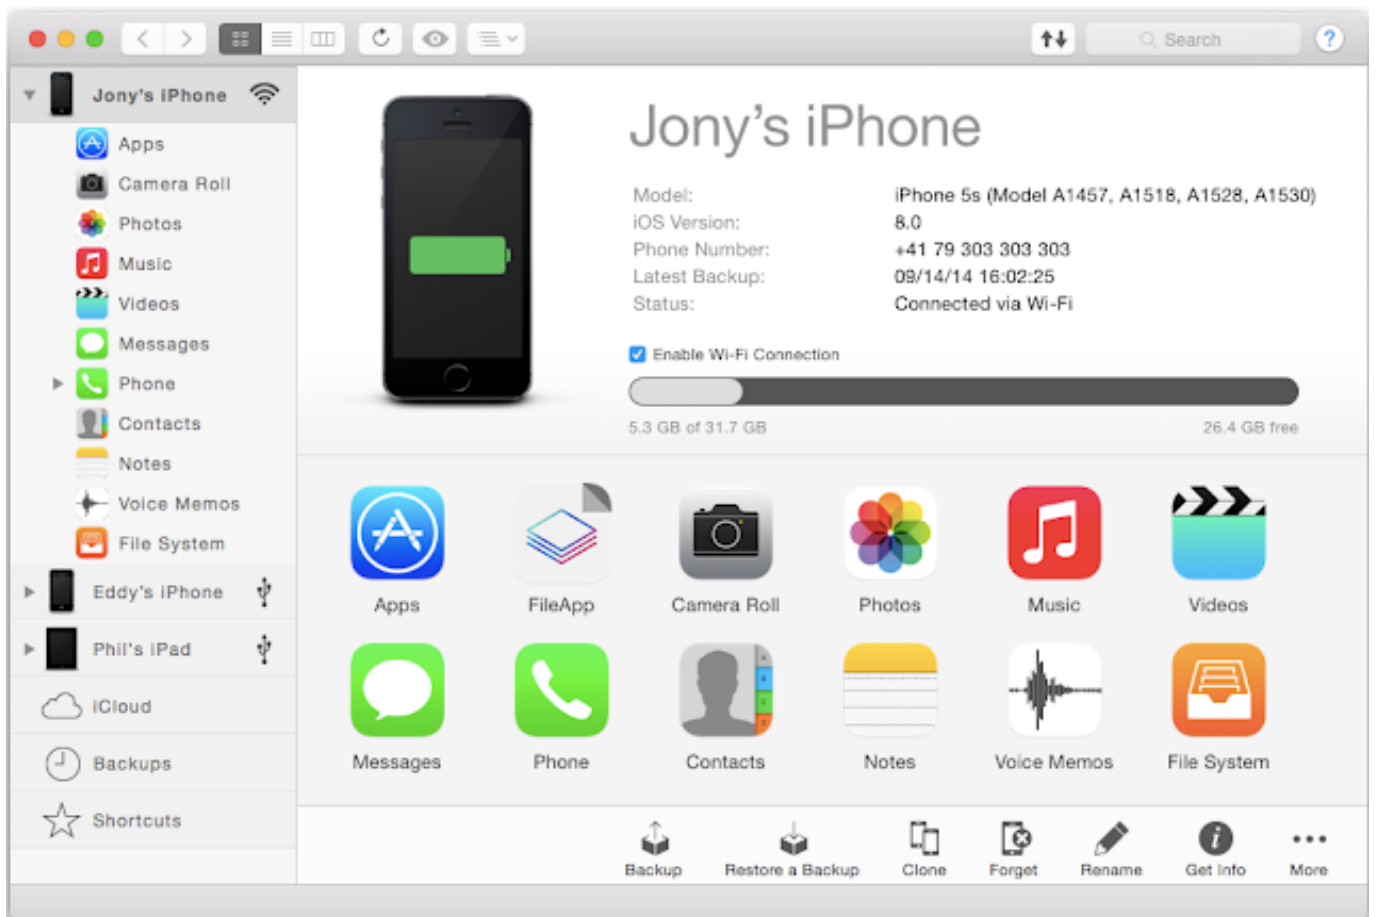 Search
?
Jony's iPhone
Apps
Camera Roll
Photos
Music
Videos
Messages
Phone
Contacts
Notes
Voice Memos
File System
Eddy's iPhone
Phil's iPad
iCloud
Backups
Shortcuts
Jony's iPhone
Model: iPhone 5s (Model A1457, A1518, A1528, A1530)
iOS Version: 8.0
Phone Number: +41 79 303 303 303
Latest Backup: 09/14/14 16:02:25
Status: Connected via Wi-Fi
Enable Wi-Fi Connection
5.3 GB of 31.7 GB 26.4 GB free
Apps FileApp Camera Roll Photos Music Videos
Messages Phone Contacts Notes Voice Memos File System
Backup Restore a Backup Clone Forget Rename Get Info More